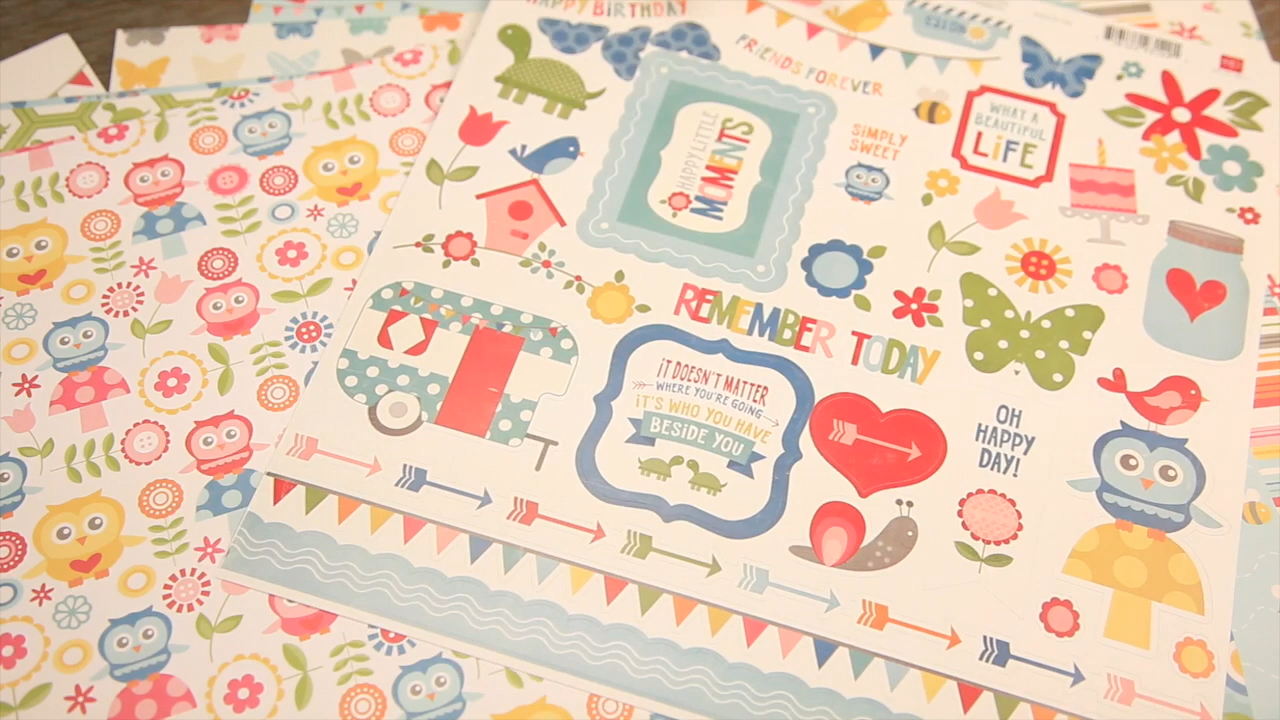 HAPPY BIRTHDAY
FRIENDS FOREVER
HAPPY LITTLE
MOMENTS
SIMPLY
SWEET
WHAT A
BEAUTIFUL
LiFE
REMEMBER TODAY
iT DOESN'T MATTER
WHERE YOU'RE GOING
iT'S WHO YOU HAVE
BESiDE YOU
OH
HAPPY
DAY!